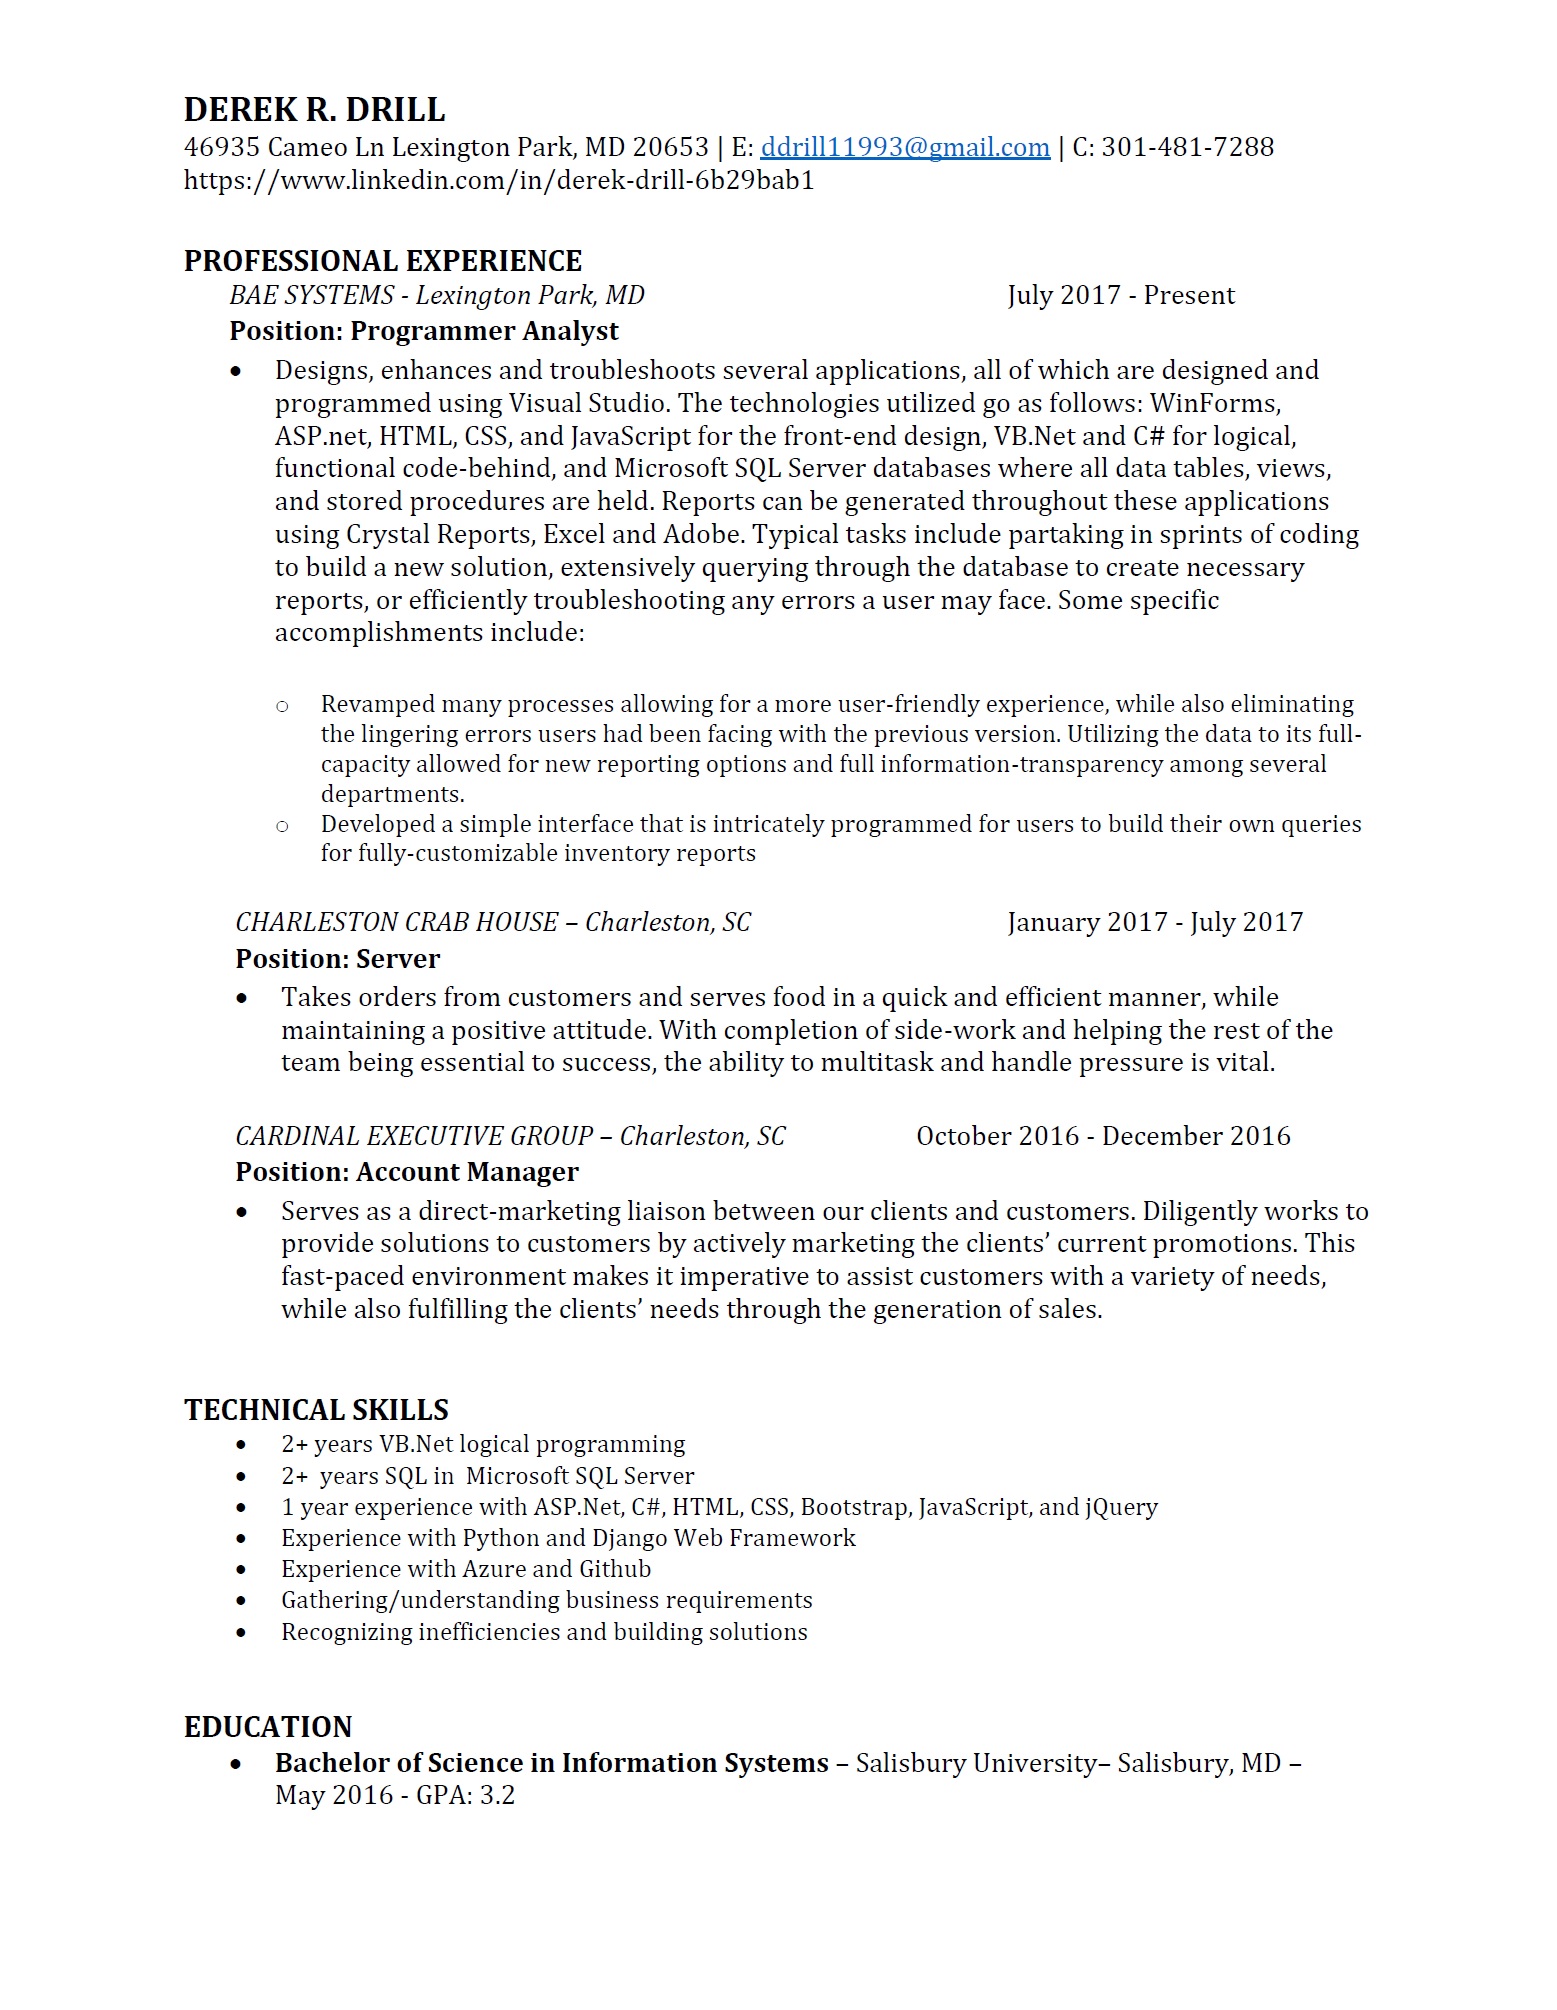 DEREK R. DRILL
46935 Cameo Ln Lexington Park, MD 20653 | E: ddrill11993@gmail.com | C: 301-481-7288
https://www.linkedin.com/in/derek-drill-6b29bab1
PROFESSIONAL EXPERIENCE
BAE SYSTEMS - Lexington Park, MD July 2017 - Present
Position: Programmer Analyst
• Designs, enhances and troubleshoots several applications, all of which are designed and
programmed using Visual Studio. The technologies utilized go as follows: WinForms,
ASP.net, HTML, CSS, and JavaScript for the front-end design, VB.Net and C# for logical,
functional code-behind, and Microsoft SQL Server databases where all data tables, views,
and stored procedures are held. Reports can be generated throughout these applications
using Crystal Reports, Excel and Adobe. Typical tasks include partaking in sprints of coding
to build a new solution, extensively querying through the database to create necessary
reports, or efficiently troubleshooting any errors a user may face. Some specific
accomplishments include:
○ Revamped many processes allowing for a more user-friendly experience, while also eliminating
the lingering errors users had been facing with the previous version. Utilizing the data to its full-
capacity allowed for new reporting options and full information-transparency among several
departments.
○ Developed a simple interface that is intricately programmed for users to build their own queries
for fully-customizable inventory reports
CHARLESTON CRAB HOUSE – Charleston, SC January 2017 - July 2017
Position: Server
• Takes orders from customers and serves food in a quick and efficient manner, while
maintaining a positive attitude. With completion of side-work and helping the rest of the
team being essential to success, the ability to multitask and handle pressure is vital.
CARDINAL EXECUTIVE GROUP – Charleston, SC October 2016 - December 2016
Position: Account Manager
• Serves as a direct-marketing liaison between our clients and customers. Diligently works to
provide solutions to customers by actively marketing the clients’ current promotions. This
fast-paced environment makes it imperative to assist customers with a variety of needs,
while also fulfilling the clients’ needs through the generation of sales.
TECHNICAL SKILLS
• 2+ years VB.Net logical programming
• 2+ years SQL in Microsoft SQL Server
• 1 year experience with ASP.Net, C#, HTML, CSS, Bootstrap, JavaScript, and jQuery
• Experience with Python and Django Web Framework
• Experience with Azure and Github
• Gathering/understanding business requirements
• Recognizing inefficiencies and building solutions
EDUCATION
• Bachelor of Science in Information Systems – Salisbury University– Salisbury, MD –
May 2016 - GPA: 3.2